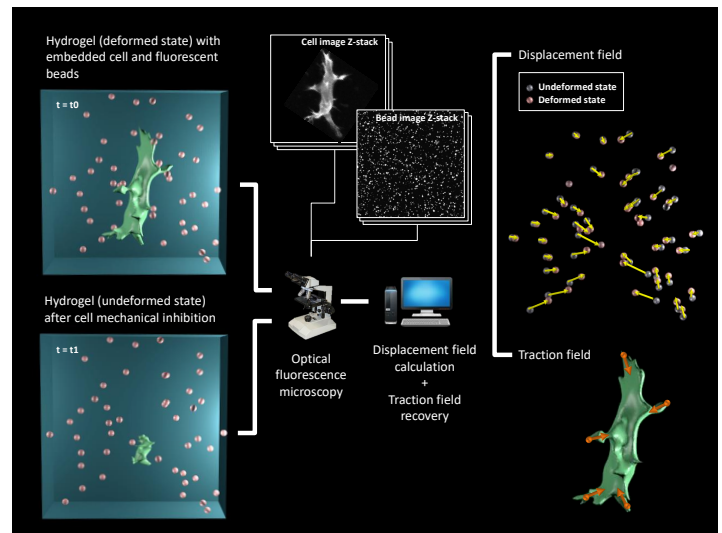 Hydrogel (deformed state) with
embedded cell and fluorescent
beads
t = t0
Hydrogel (undeformed state)
after cell mechanical inhibition
t = t1
Cell image Z-stack
Bead image Z-stack
Optical
fluorescence
microscopy
Displacement field
calculation
+
Traction field
recovery
Displacement field
Undeformed state
Deformed state
Traction field